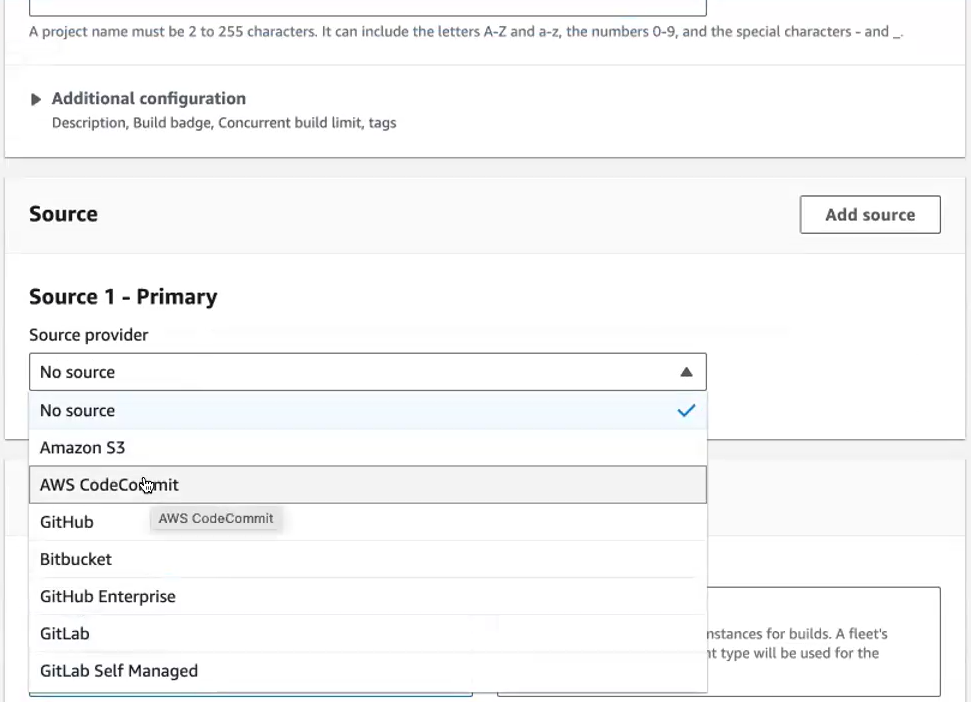 A project name must be 2 to 255 characters. It can include the letters A-Z and a-z, the numbers 0-9, and the special characters - and _.
Additional configuration
Description, Build badge, Concurrent build limit, tags
Source
Add source
Source 1 - Primary
Source provider
No source
No source
Amazon S3
AWS CodeCommit
GitHub
AWS CodeCommit
Bitbucket
GitHub Enterprise
GitLab
nstances for builds. A fleet's
nt type will be used for the
GitLab Self Managed